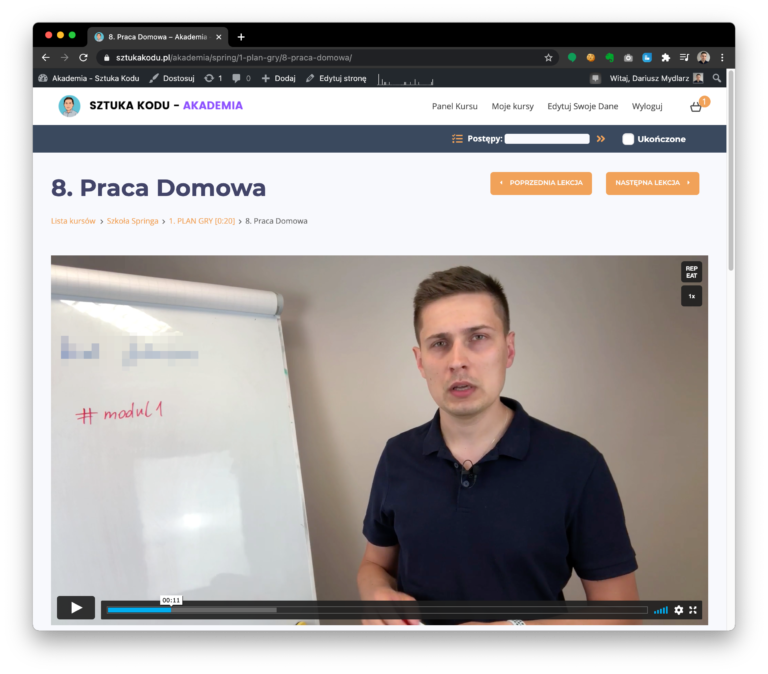 8. Praca Domowa – Akademia
sztukakodu.pl/akademia/spring/1-plan-gry/8-praca-domowa/
Akademia - Sztuka Kodu Dostosuj 1 0 Dodaj Edytuj stronę Witaj, Dariusz Mydlarz
SZTUKA KODU - AKADEMIA Panel Kursu Moje kursy Edytuj Swoje Dane Wyloguj 1
Postępy: Ukończone
8. Praca Domowa
POPRZEDNIA LEKCJA NASTĘPNA LEKCJA
Lista kursów > Szkoła Springa > 1. PLAN GRY [0:20] > 8. Praca Domowa
REP
EAT
1x
# moduł 1
00:11